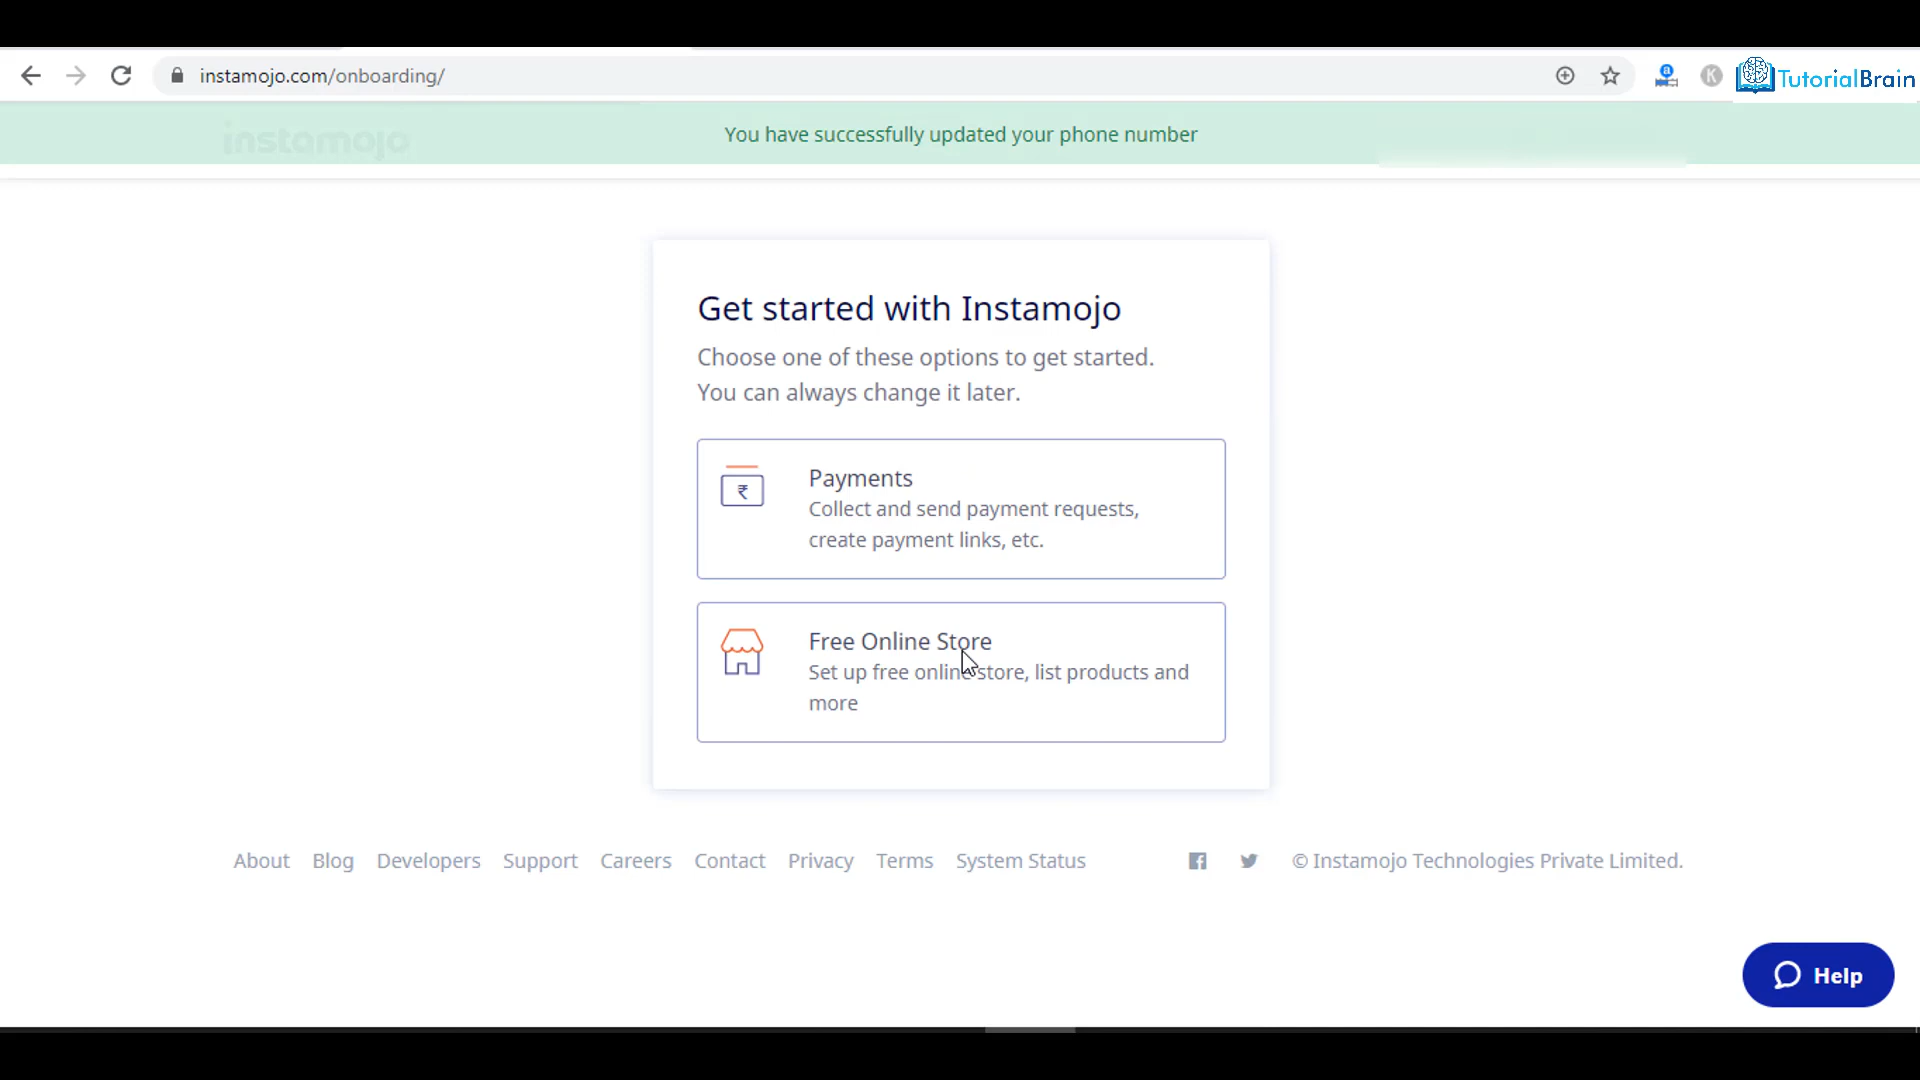 instamojo.com/onboarding/
TutorialBrain
instamojo
You have successfully updated your phone number
Get started with Instamojo
Choose one of these options to get started.
You can always change it later.
₹
Payments
Collect and send payment requests,
create payment links, etc.
Free Online Store
Set up free online store, list products and
more
About Blog Developers Support Careers Contact Privacy Terms System Status © Instamojo Technologies Private Limited.
Help